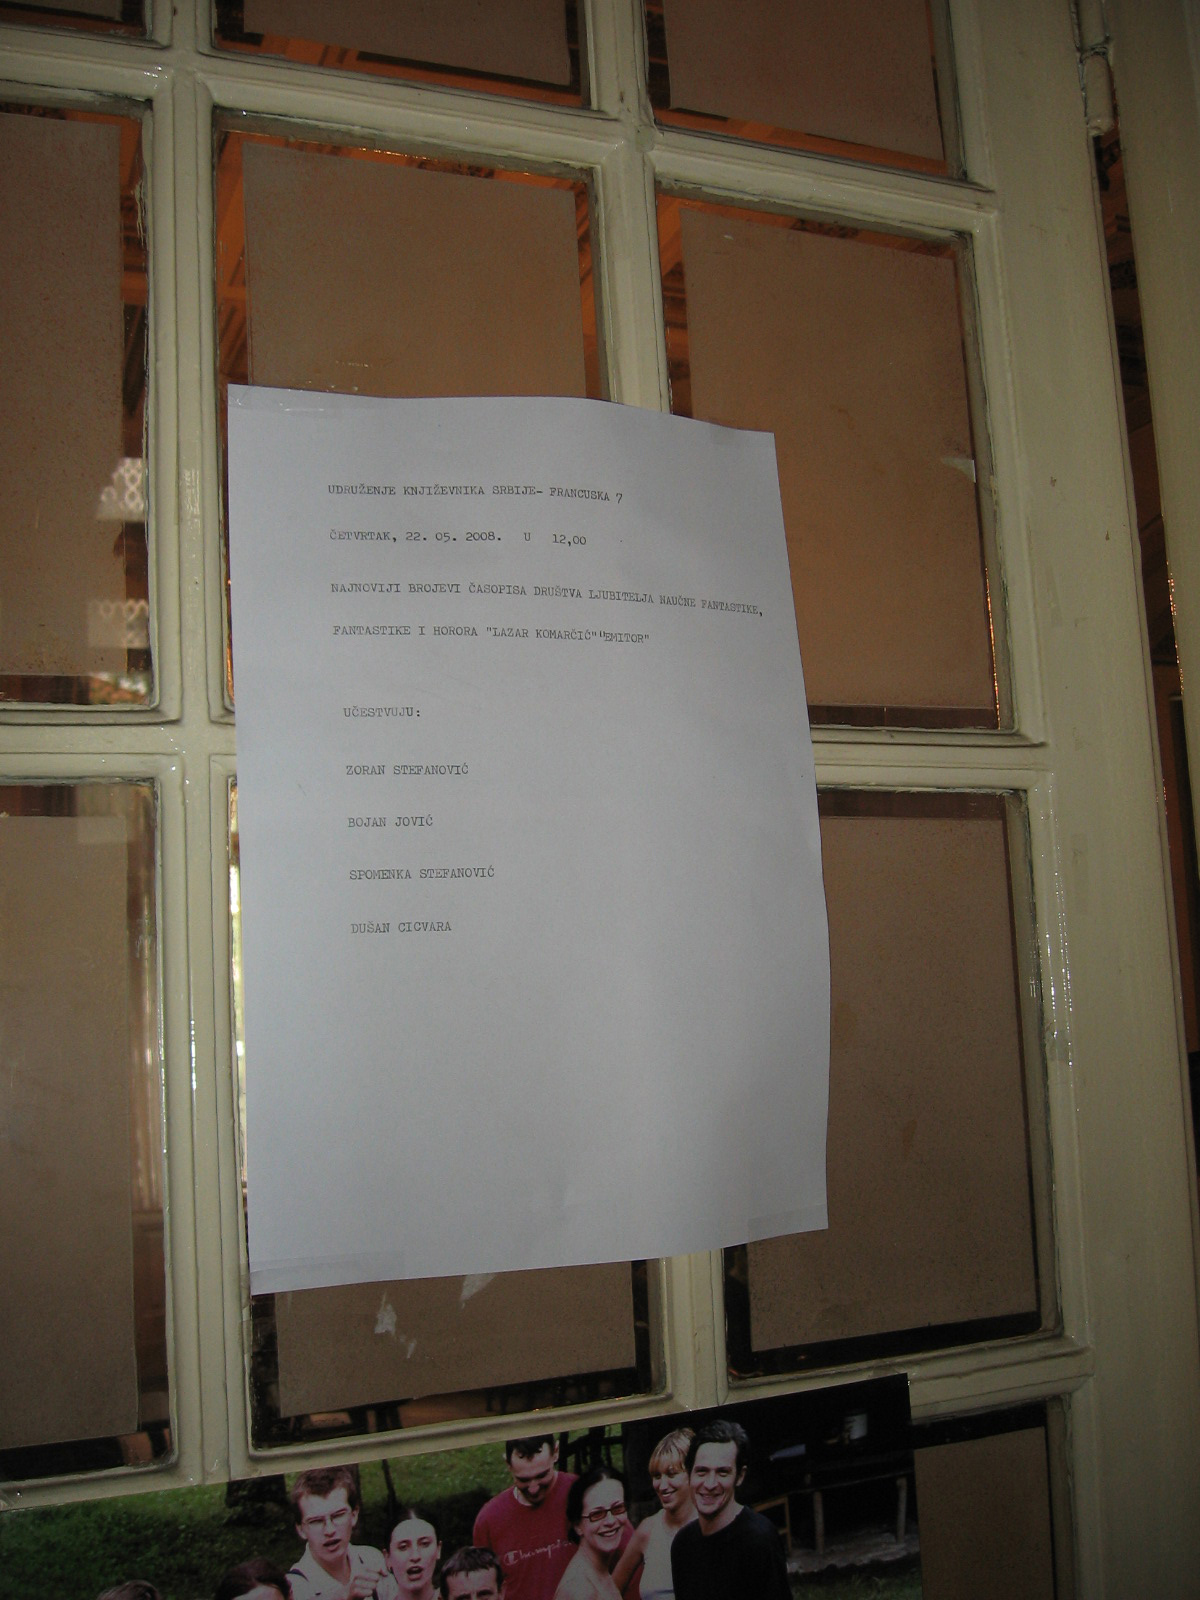 UDRUŽENJE KNJIŽEVNIKA SRBIJE- FRANCUSKA 7
ČETVRTAK, 22. 05. 2008. U 12,00
NAJNOVIJI BROJEVI ČASOPISA DRUŠTVA LJUBITELJA NAUČNE FANTASTIKE,
FANTASTIKE I HORORA "LAZAR KOMARČIĆ" "EMITOR"
UČESTVUJU:
ZORAN STEFANOVIĆ
BOJAN JOVIĆ
SPOMENKA STEFANOVIĆ
DUŠAN CICVARA